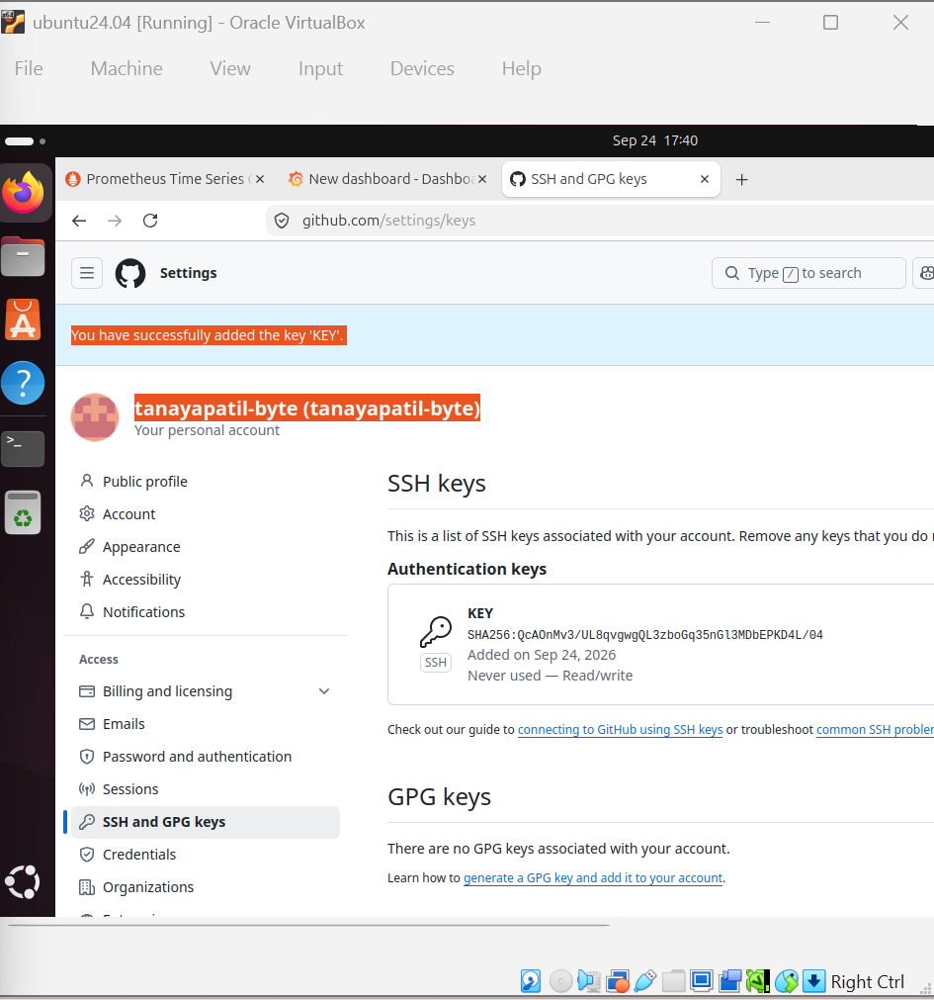 ubuntu24.04 [Running] - Oracle VirtualBox
File Machine View Input Devices Help
Sep 24 17:40
Prometheus Time Series
New dashboard - Dashbo
SSH and GPG keys
github.com/settings/keys
Settings
Type / to search
You have successfully added the key 'KEY'.
tanayapatil-byte (tanayapatil-byte)
Your personal account
Public profile
Account
Appearance
Accessibility
Notifications
Access
Billing and licensing
Emails
Password and authentication
Sessions
SSH and GPG keys
Credentials
Organizations
SSH keys
This is a list of SSH keys associated with your account. Remove any keys that you do
Authentication keys
KEY
SHA256:QcAOnMv3/UL8qvgwgQL3zboGq35nGl3MDbEPKD4L/04
Added on Sep 24, 2026
Never used — Read/write
SSH
Check out our guide to connecting to GitHub using SSH keys or troubleshoot common SSH
GPG keys
There are no GPG keys associated with your account.
Learn how to generate a GPG key and add it to your account.
Right Ctrl